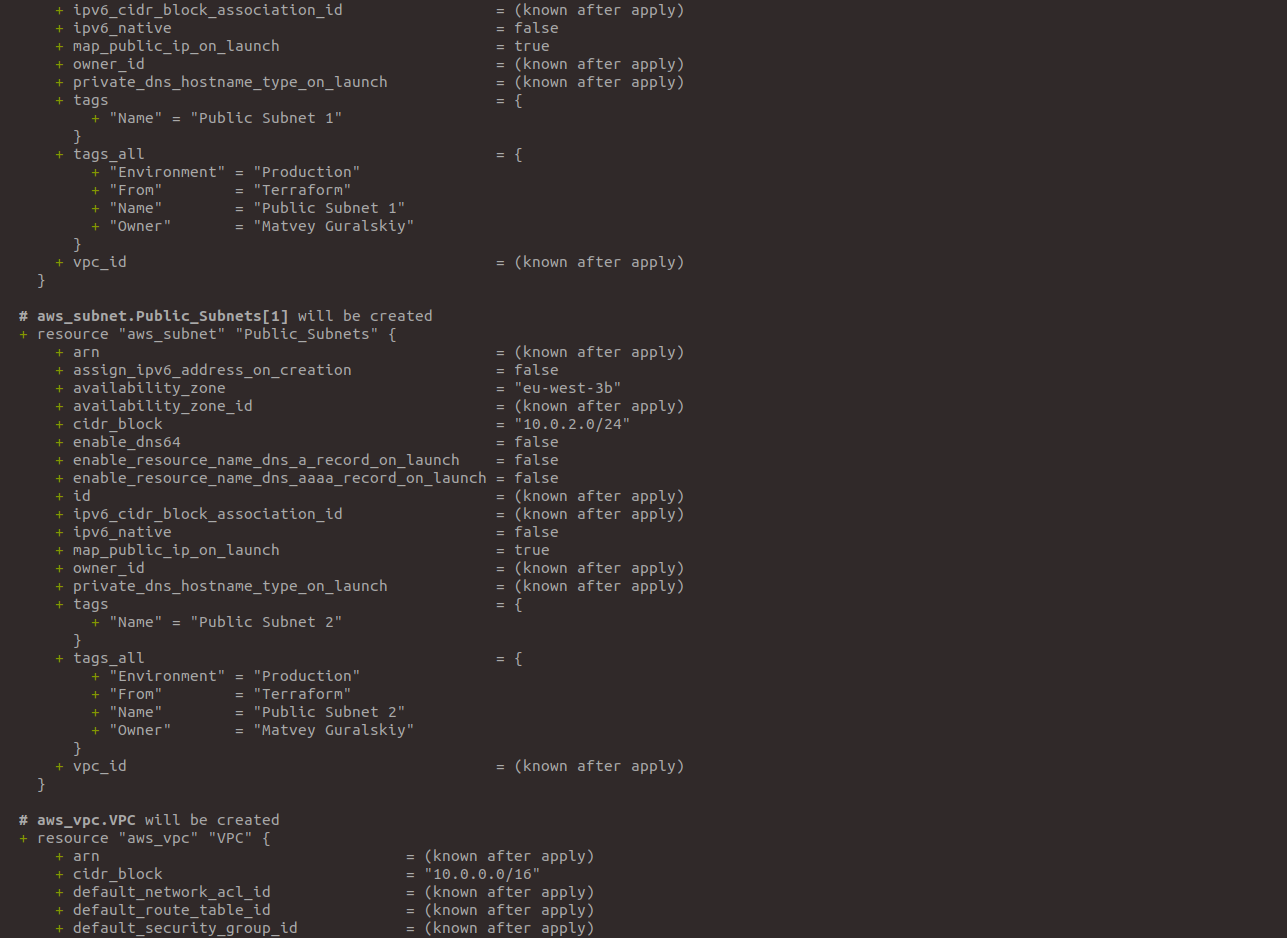 + ipv6_cidr_block_association_id = (known after apply)
+ ipv6_native = false
+ map_public_ip_on_launch = true
+ owner_id = (known after apply)
+ private_dns_hostname_type_on_launch = (known after apply)
+ tags = {
+ "Name" = "Public Subnet 1"
}
+ tags_all = {
+ "Environment" = "Production"
+ "From" = "Terraform"
+ "Name" = "Public Subnet 1"
+ "Owner" = "Matvey Guralskiy"
}
+ vpc_id = (known after apply)
}
# aws_subnet.Public_Subnets[1] will be created
+ resource "aws_subnet" "Public_Subnets" {
+ arn = (known after apply)
+ assign_ipv6_address_on_creation = false
+ availability_zone = "eu-west-3b"
+ availability_zone_id = (known after apply)
+ cidr_block = "10.0.2.0/24"
+ enable_dns64 = false
+ enable_resource_name_dns_a_record_on_launch = false
+ enable_resource_name_dns_aaaa_record_on_launch = false
+ id = (known after apply)
+ ipv6_cidr_block_association_id = (known after apply)
+ ipv6_native = false
+ map_public_ip_on_launch = true
+ owner_id = (known after apply)
+ private_dns_hostname_type_on_launch = (known after apply)
+ tags = {
+ "Name" = "Public Subnet 2"
}
+ tags_all = {
+ "Environment" = "Production"
+ "From" = "Terraform"
+ "Name" = "Public Subnet 2"
+ "Owner" = "Matvey Guralskiy"
}
+ vpc_id = (known after apply)
}
# aws_vpc.VPC will be created
+ resource "aws_vpc" "VPC" {
+ arn = (known after apply)
+ cidr_block = "10.0.0.0/16"
+ default_network_acl_id = (known after apply)
+ default_route_table_id = (known after apply)
+ default_security_group_id = (known after apply)